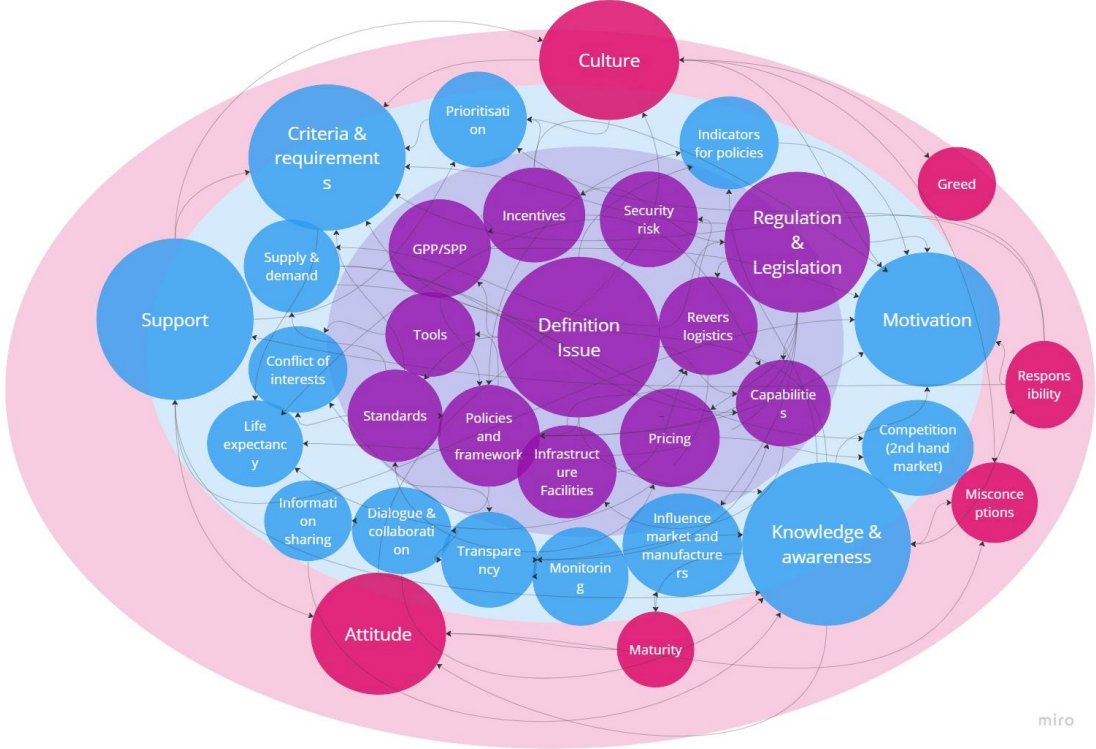 Culture
Prioritisati
on
Criteria &
requirement
s
Indicators
for policies
Greed
Incentives
Security
risk
Regulation
&
Legislation
GPP/SPP
Supply &
demand
Support
Definition
Issue
Revers
logistics
Motivation
Tools
Conflict of
interests
Respons
ibility
Capabilitie
s
Standards
Policies
and
framework
Pricing
Life
expectanc
y
Competition
(2nd hand
market)
Infrastruct
ure
Facilities
Misconce
ptions
Informati
on
sharing
Dialogue &
collaborati
on
Transpare
ncy
Monitorin
g
Influence
market and
manufacture
rs
Knowledge &
awareness
Attitude
Maturity
miro